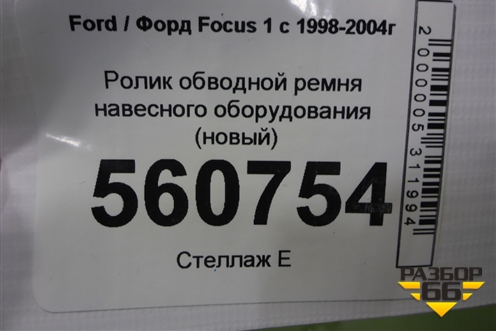 Ford / Форд Focus 1 с 1998-2004г
Ролик обводной ремня
навесного оборудования
(новый)
560754
Стеллаж Е
2000005311994
РАЗБОР
66